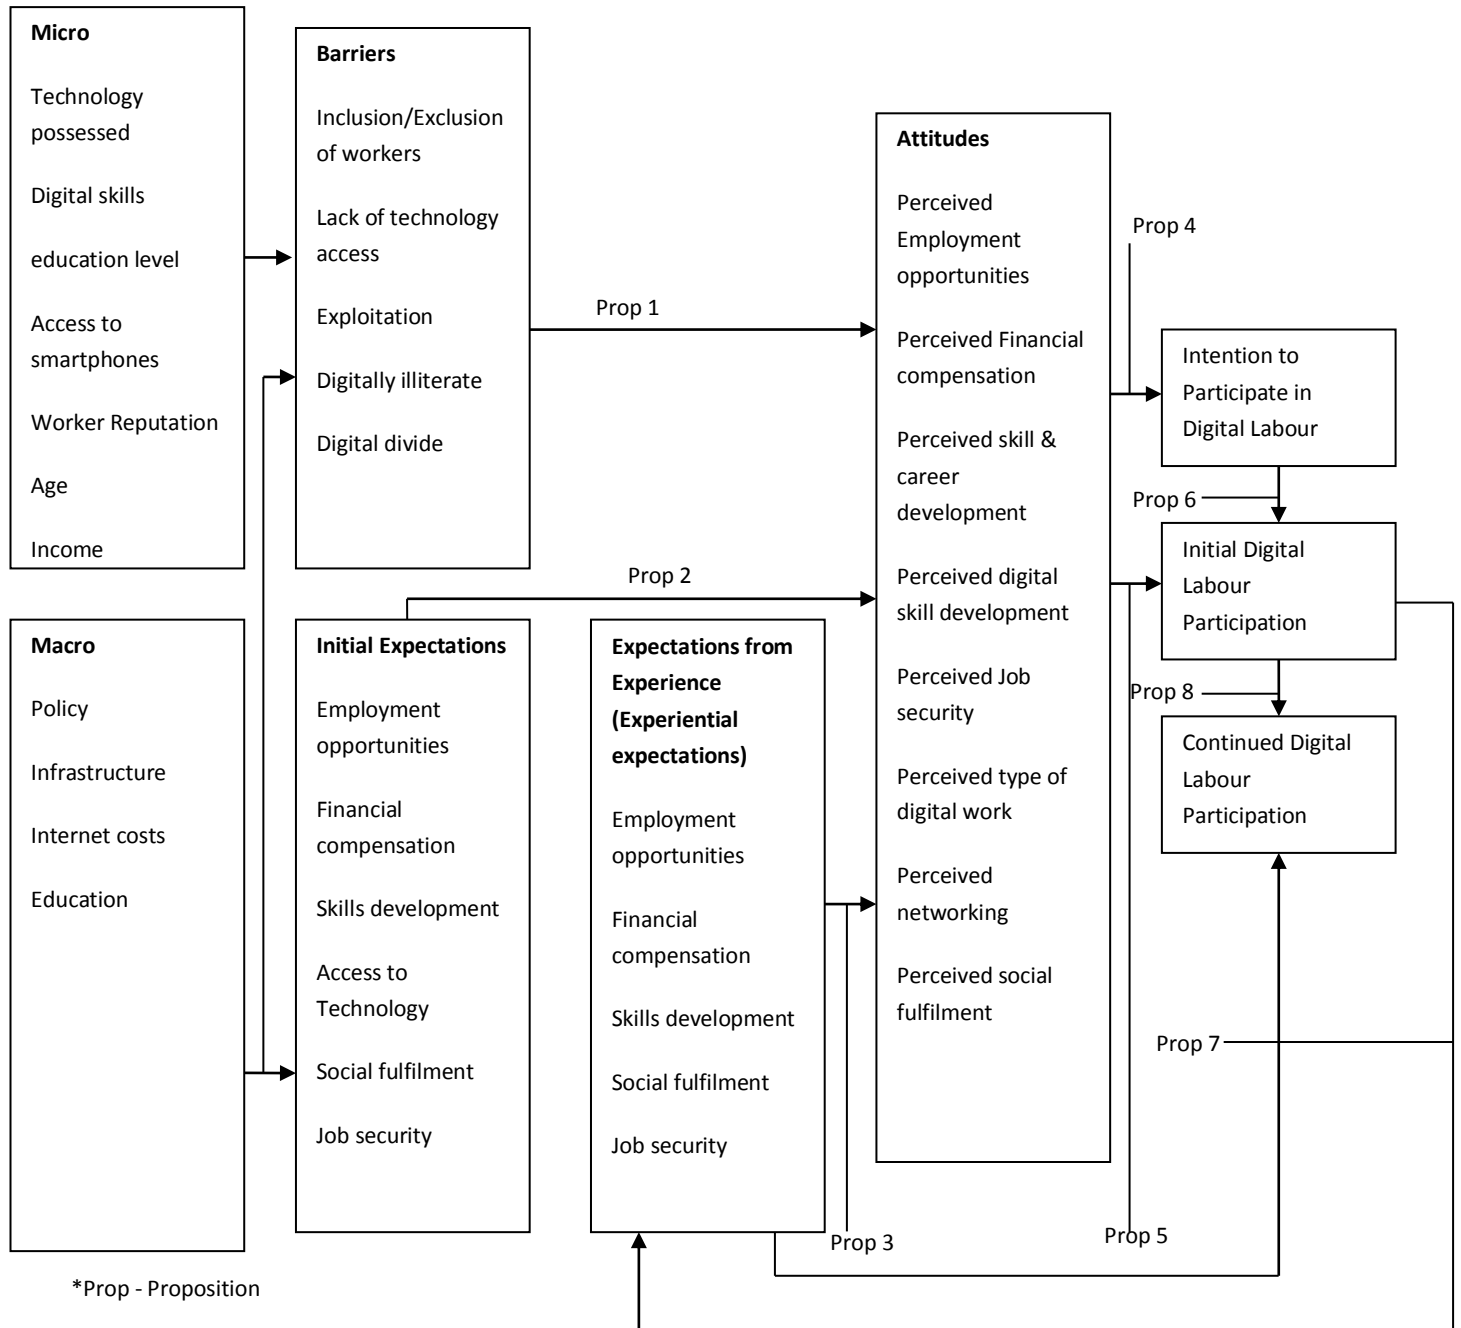 Micro
Technology
possessed
Digital skills
education level
Access to
smartphones
Worker Reputation
Age
Income
Barriers
Inclusion/Exclusion
of workers
Lack of technology
access
Exploitation
Digitally illiterate
Digital divide
Prop 1
Attitudes
Perceived
Employment
opportunities
Perceived Financial
compensation
Perceived skill &
career
development
Perceived digital
skill development
Perceived Job
security
Perceived type of
digital work
Perceived
networking
Perceived social
fulfilment
Prop 4
Intention to
Participate in
Digital Labour
Prop 6
Initial Digital
Labour
Participation
Prop 8
Continued Digital
Labour
Participation
Prop 2
Macro
Policy
Infrastructure
Internet costs
Education
Initial Expectations
Employment
opportunities
Financial
compensation
Skills development
Access to
Technology
Social fulfilment
Job security
Expectations from
Experience
(Experiential
expectations)
Employment
opportunities
Financial
compensation
Skills development
Social fulfilment
Job security
Prop 7
Prop 3
Prop 5
*Prop - Proposition